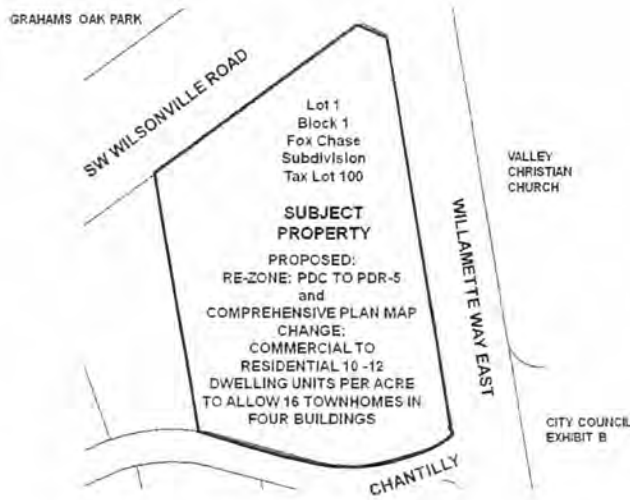 GRAHAMS OAK PARK
SW WILSONVILLE ROAD
Lot 1
Block 1
Fox Chase
Subdivision
Tax Lot 100
SUBJECT
PROPERTY
PROPOSED:
RE-ZONE: PDC TO PDR-5
and
COMPREHENSIVE PLAN MAP
CHANGE:
COMMERCIAL TO
RESIDENTIAL 10 -12
DWELLING UNITS PER ACRE
TO ALLOW 16 TOWNHOMES IN
FOUR BUILDINGS
VALLEY
CHRISTIAN
CHURCH
WILLAMETTE WAY EAST
CITY COUNCIL
EXHIBIT B
CHANTILLY